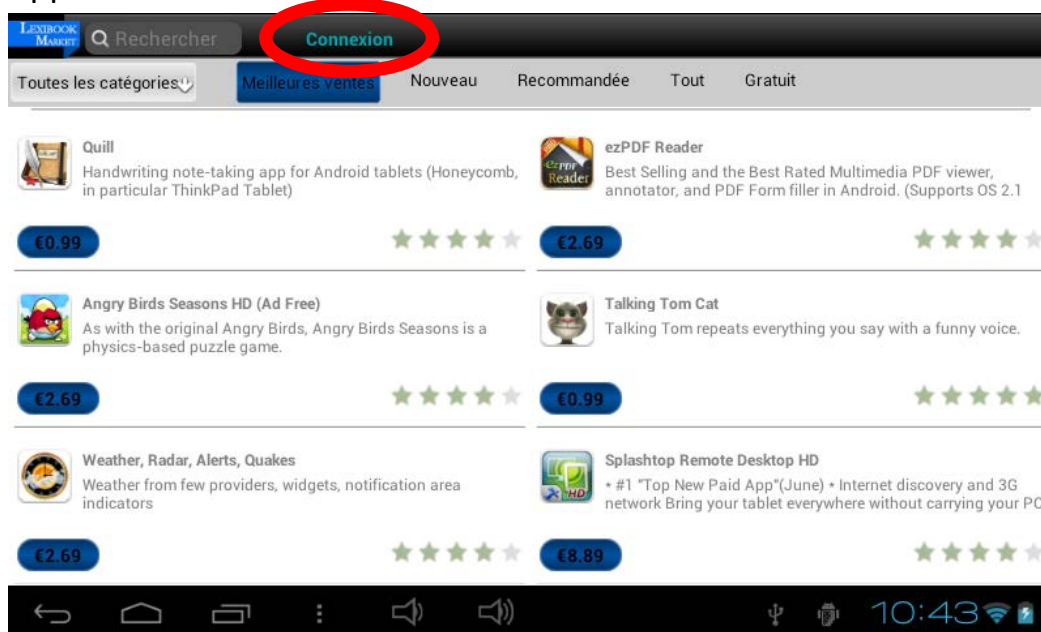 LEXIBOOK
MARKET
Rechercher
Connexion
Toutes les catégories
Meilleures ventes
Nouveau
Recommandée
Tout
Gratuit
Quill
Handwriting note-taking app for Android tablets (Honeycomb,
in particular ThinkPad Tablet)
€0.99
ezPDF Reader
ezPDF
Reader
Best Selling and the Best Rated Multimedia PDF viewer,
annotator, and PDF Form filler in Android. (Supports OS 2.1
€2.69
Angry Birds Seasons HD (Ad Free)
As with the original Angry Birds, Angry Birds Seasons is a
physics-based puzzle game.
€2.69
Talking Tom Cat
Talking Tom repeats everything you say with a funny voice.
€0.99
Weather, Radar, Alerts, Quakes
Weather from few providers, widgets, notification area
indicators
€2.69
Splashtop Remote Desktop HD
HD
* #1 "Top New Paid App"(June) * Internet discovery and 3G
network Bring your tablet everywhere without carrying your PC
€8.89
10:43